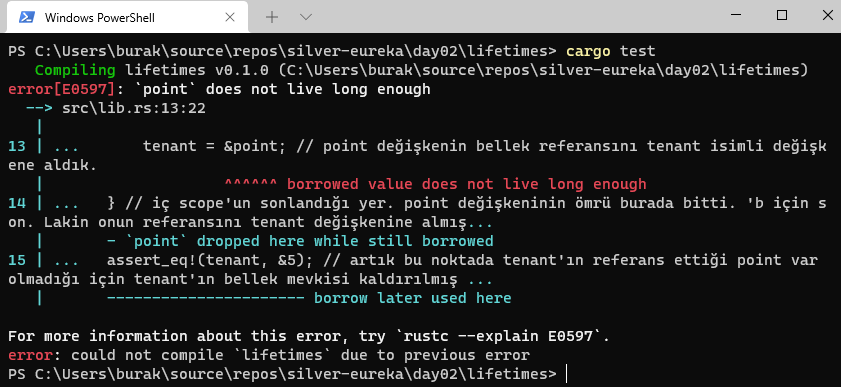 Windows PowerShell
PS C:\Users\burak\source\repos\silver-eureka\day02\lifetimes> cargo test
   Compiling lifetimes v0.1.0 (C:\Users\burak\source\repos\silver-eureka\day02\lifetimes)
error[E0597]: `point` does not live long enough
  --> src\lib.rs:13:22
   |
13 | ...       tenant = &point; // point değişkenin bellek referansını tenant isimli değişk
ene aldık.
   |                    ^^^^^^ borrowed value does not live long enough
14 | ...   } // iç scope'un sonlandığı yer. point değişkeninin ömrü burada bitti. 'b için s
on. Lakin onun referansını tenant değişkenine almış...
   |       - `point` dropped here while still borrowed
15 | ...   assert_eq!(tenant, &5); // artık bu noktada tenant'ın referans ettiği point var
olmadığı için tenant'ın bellek mevkisi kaldırılmış ...
   |       ---------------------- borrow later used here

For more information about this error, try `rustc --explain E0597`.
error: could not compile `lifetimes` due to previous error
PS C:\Users\burak\source\repos\silver-eureka\day02\lifetimes>